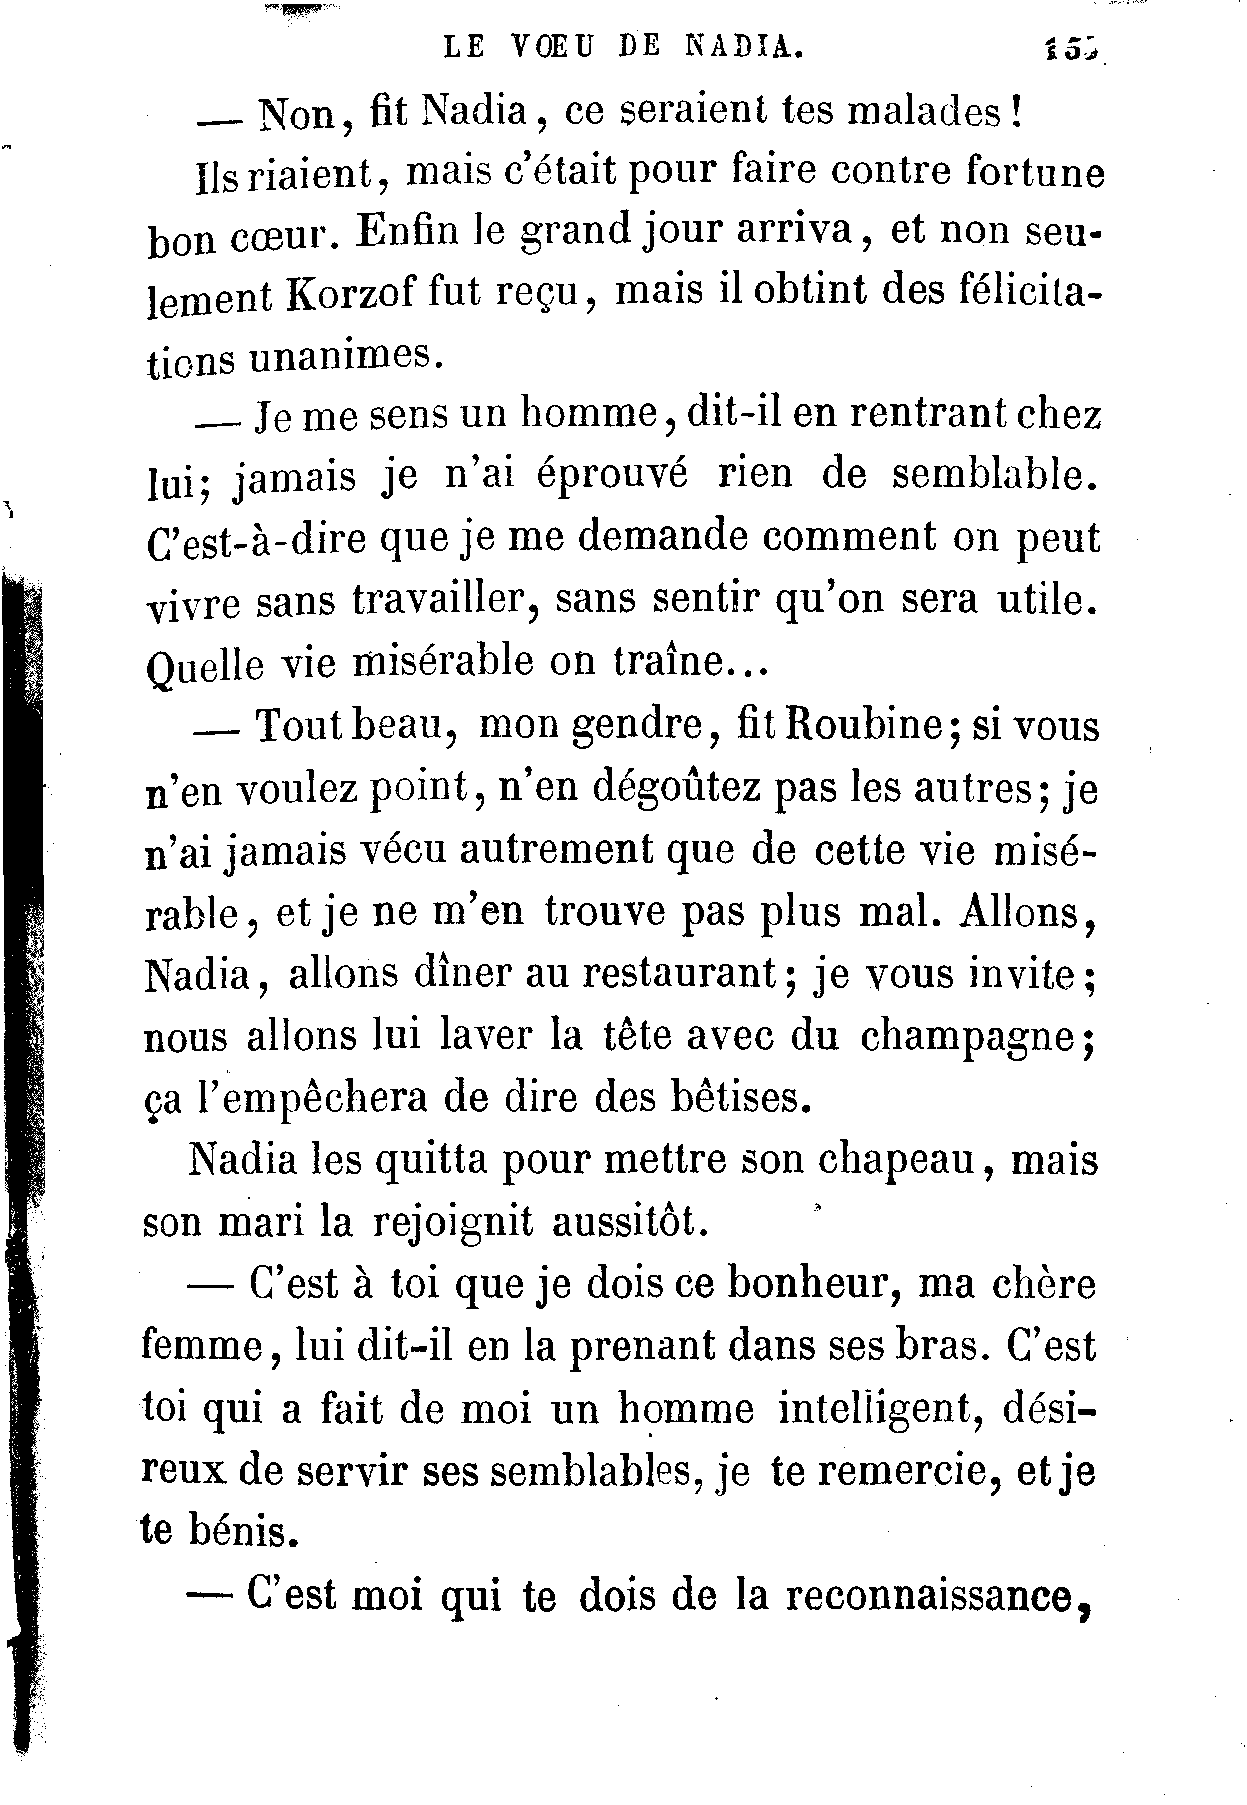 LE VŒU DE NADIA.
— Non, fit Nadia, ce seraient tes malades !
Ils riaient, mais c'était pour faire contre fortune
bon cœur. Enfin le grand jour arriva, et non seu-
lement Korzof fut reçu, mais il obtint des félicita-
tions unanimes.
— Je me sens un homme, dit-il en rentrant chez
lui; jamais je n'ai éprouvé rien de semblable.
C'est-à-dire que je me demande comment on peut
vivre sans travailler, sans sentir qu'on sera utile.
Quelle vie misérable on traîne...
— Tout beau, mon gendre, fit Roubine; si vous
n'en voulez point, n'en dégoûtez pas les autres; je
n'ai jamais vécu autrement que de cette vie misé-
rable, et je ne m'en trouve pas plus mal. Allons,
Nadia, allons dîner au restaurant; je vous invite;
nous allons lui laver la tête avec du champagne;
ça l'empêchera de dire des bêtises.
Nadia les quitta pour mettre son chapeau, mais
son mari la rejoignit aussitôt.
— C'est à toi que je dois ce bonheur, ma chère
femme, lui dit-il en la prenant dans ses bras. C'est
toi qui a fait de moi un homme intelligent, dési-
reux de servir ses semblables, je te remercie, et je
te bénis.
— C'est moi qui te dois de la reconnaissance,